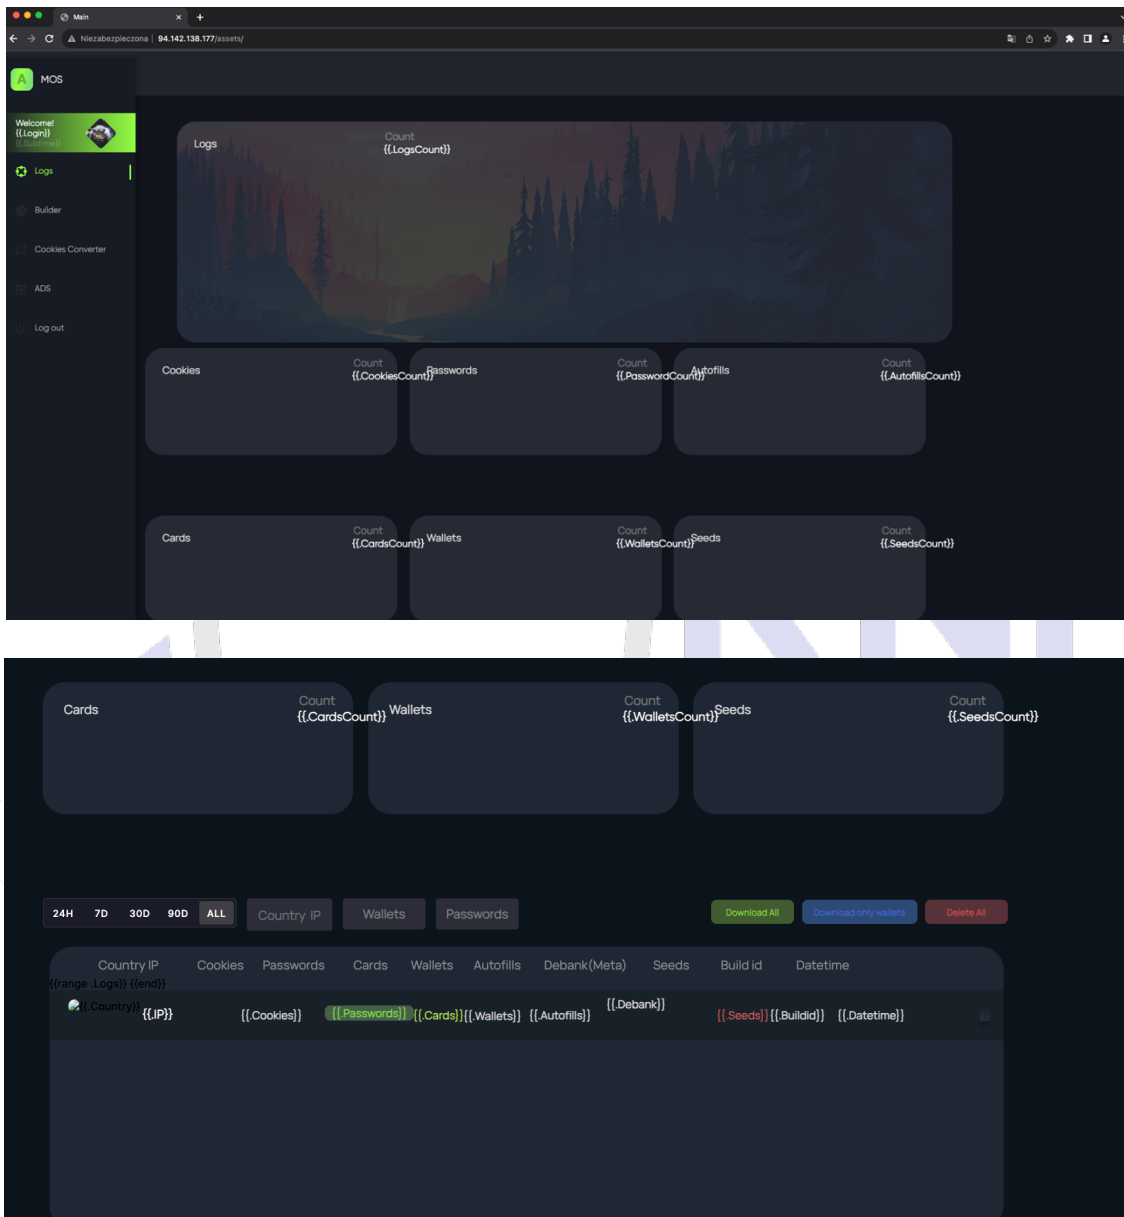 Main
Niezabezpieczona | 94.142.138.177/assets/
A MOS
Welcome!
{{.Login}}
{{.Subtime}}
Logs
Builder
Cookies Converter
ADS
Log out
Logs
Count
{{.LogsCount}}
Cookies
Count
{{.CookiesCount}}
Passwords
Count
{{.PasswordCount}}
Autofills
Count
{{.AutofillsCount}}
Cards
Count
{{.CardsCount}}
Wallets
Count
{{.WalletsCount}}
Seeds
Count
{{.SeedsCount}}
Cards
Count
{{.CardsCount}}
Wallets
Count
{{.WalletsCount}}
Seeds
Count
{{.SeedsCount}}
24H 7D 30D 90D ALL Country IP Wallets Passwords Download All Download only wallets Delete All
Country IP Cookies Passwords Cards Wallets Autofills Debank(Meta) Seeds Build id Datetime
{{range .Logs}} {{end}}
{{.Country}} {{.IP}} {{.Cookies}} {{.Passwords}} {{.Cards}} {{.Wallets}} {{.Autofills}} {{.Debank}} {{.Seeds}} {{.Buildid}} {{.Datetime}}